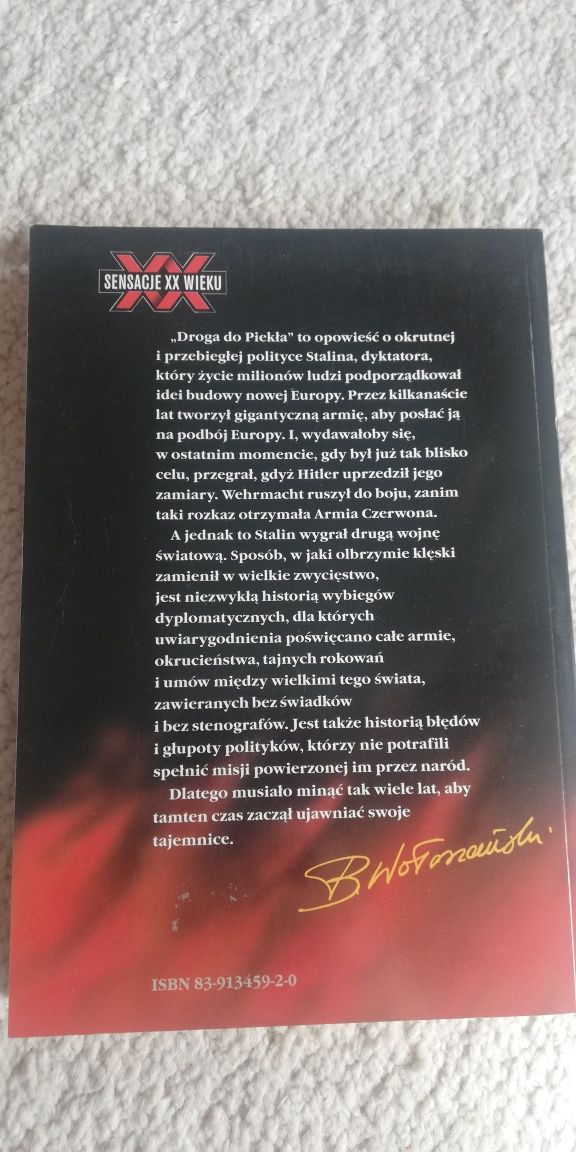 SENSACJE XX WIEKU
„Droga do Piekła” to opowieść o okrutnej
i przebiegłej polityce Stalina, dyktatora,
który życie milionów ludzi podporządkował
idei budowy nowej Europy. Przez kilkanaście
lat tworzył gigantyczną armię, aby posłać ją
na podbój Europy. I, wydawałoby się,
w ostatnim momencie, gdy był już tak blisko
celu, przegrał, gdyż Hitler uprzedził jego
zamiary. Wehrmacht ruszył do boju, zanim
taki rozkaz otrzymała Armia Czerwona.
A jednak to Stalin wygrał drugą wojnę
światową. Sposób, w jaki olbrzymie klęski
zamienił w wielkie zwycięstwo,
jest niezwykłą historią wybiegów
dyplomatycznych, dla których
uwiarygodnienia poświęcano całe armie,
okrucieństwa, tajnych rokowań
i umów między wielkimi tego świata,
zawieranych bez świadków
i bez stenografów. Jest także historią błędów
i głupoty polityków, którzy nie potrafili
spełnić misji powierzonej im przez naród.
Dlatego musiało minąć tak wiele lat, aby
tamten czas zaczął ujawniać swoje
tajemnice.
B Wołoszański
ISBN 83-913459-2-0